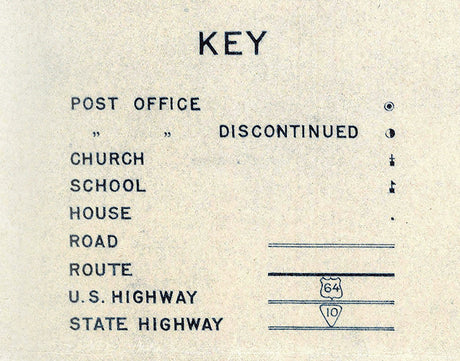 KEY
POST OFFICE
„ „ DISCONTINUED
CHURCH
SCHOOL
HOUSE
ROAD
ROUTE
U.S. HIGHWAY 64
STATE HIGHWAY 10